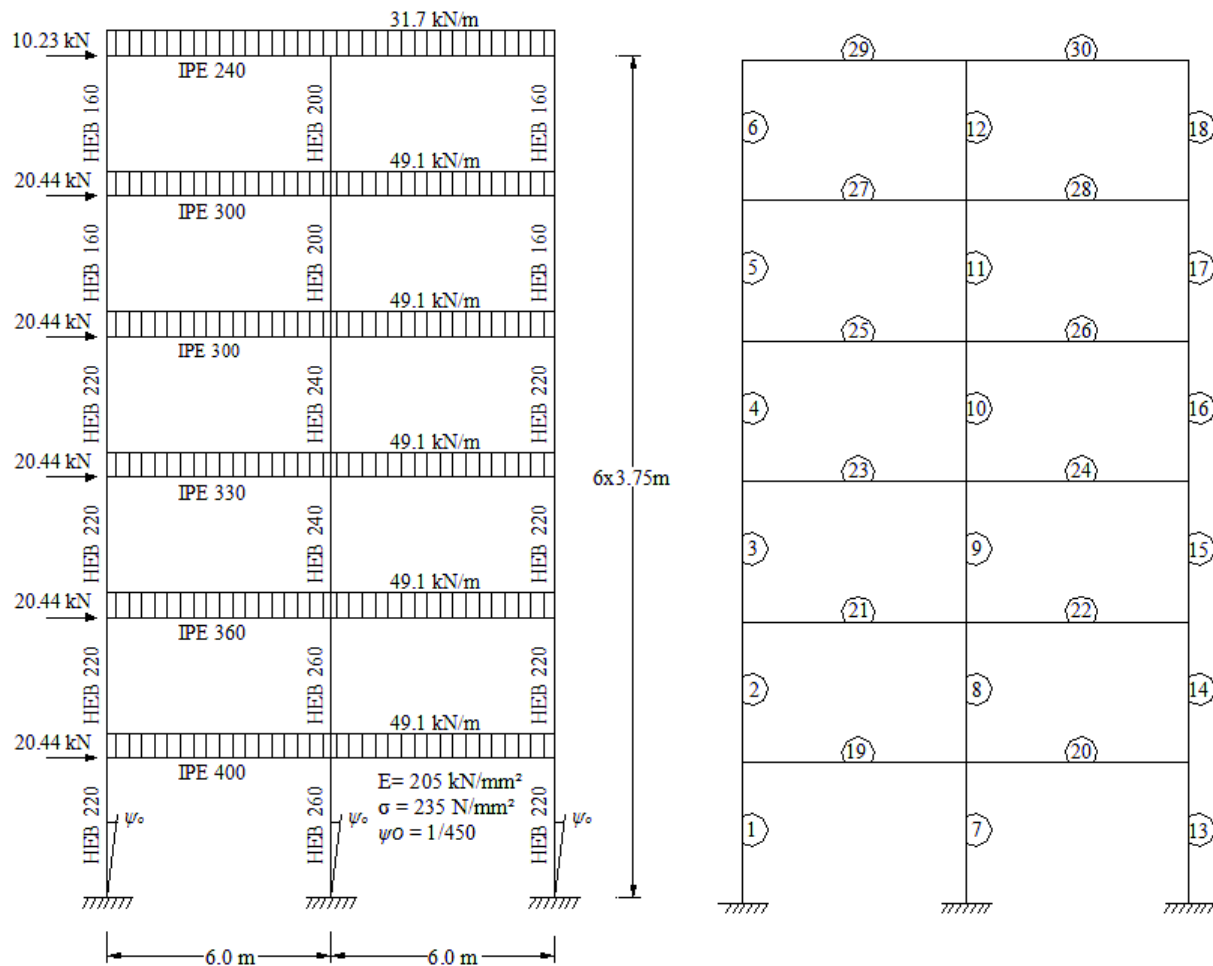 31.7 kN/m
10.23 kN
IPE 240
HEB 160
HEB 200
HEB 160
49.1 kN/m
20.44 kN
IPE 300
HEB 160
HEB 200
HEB 160
49.1 kN/m
20.44 kN
IPE 300
HEB 220
HEB 240
HEB 220
49.1 kN/m
20.44 kN
IPE 330
HEB 220
HEB 240
HEB 220
49.1 kN/m
20.44 kN
IPE 360
HEB 220
HEB 260
HEB 220
49.1 kN/m
20.44 kN
IPE 400
HEB 220
HEB 260
HEB 220
E= 205 kN/mm²
σ = 235 N/mm²
ψO = 1/450
ψo
ψo
ψo
6.0 m
6.0 m
6x3.75m
29
30
6
12
18
27
28
5
11
17
25
26
4
10
16
23
24
3
9
15
21
22
2
8
14
19
20
1
7
13